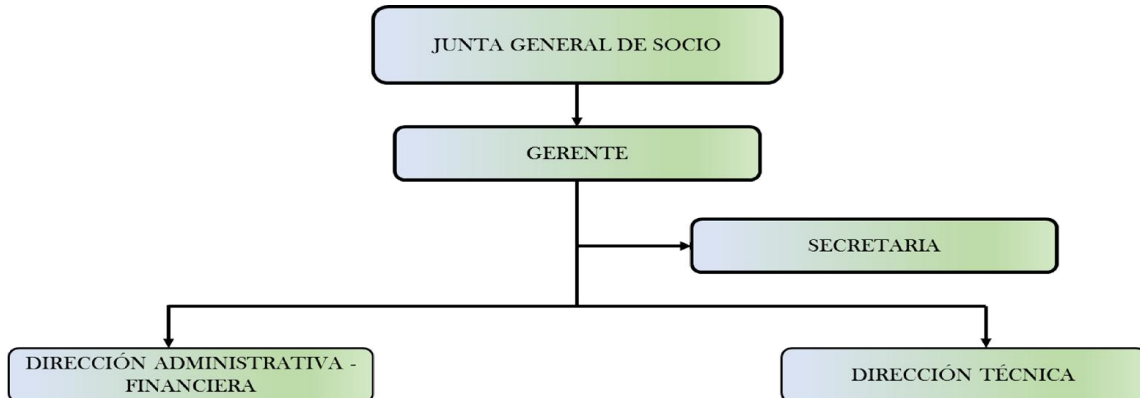 JUNTA GENERAL DE SOCIO
GERENTE
SECRETARIA
DIRECCIÓN ADMINISTRATIVA -
FINANCIERA
DIRECCIÓN TÉCNICA